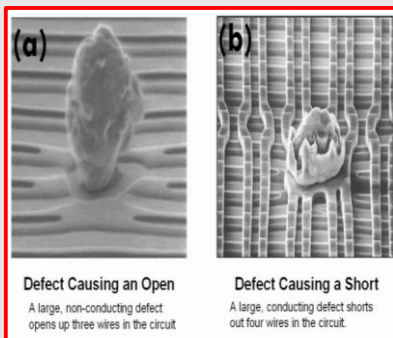 (a)
(b)
Defect Causing an Open
A large, non-conducting defect
opens up three wires in the circuit
Defect Causing a Short
A large, conducting defect shorts
out four wires in the circuit.